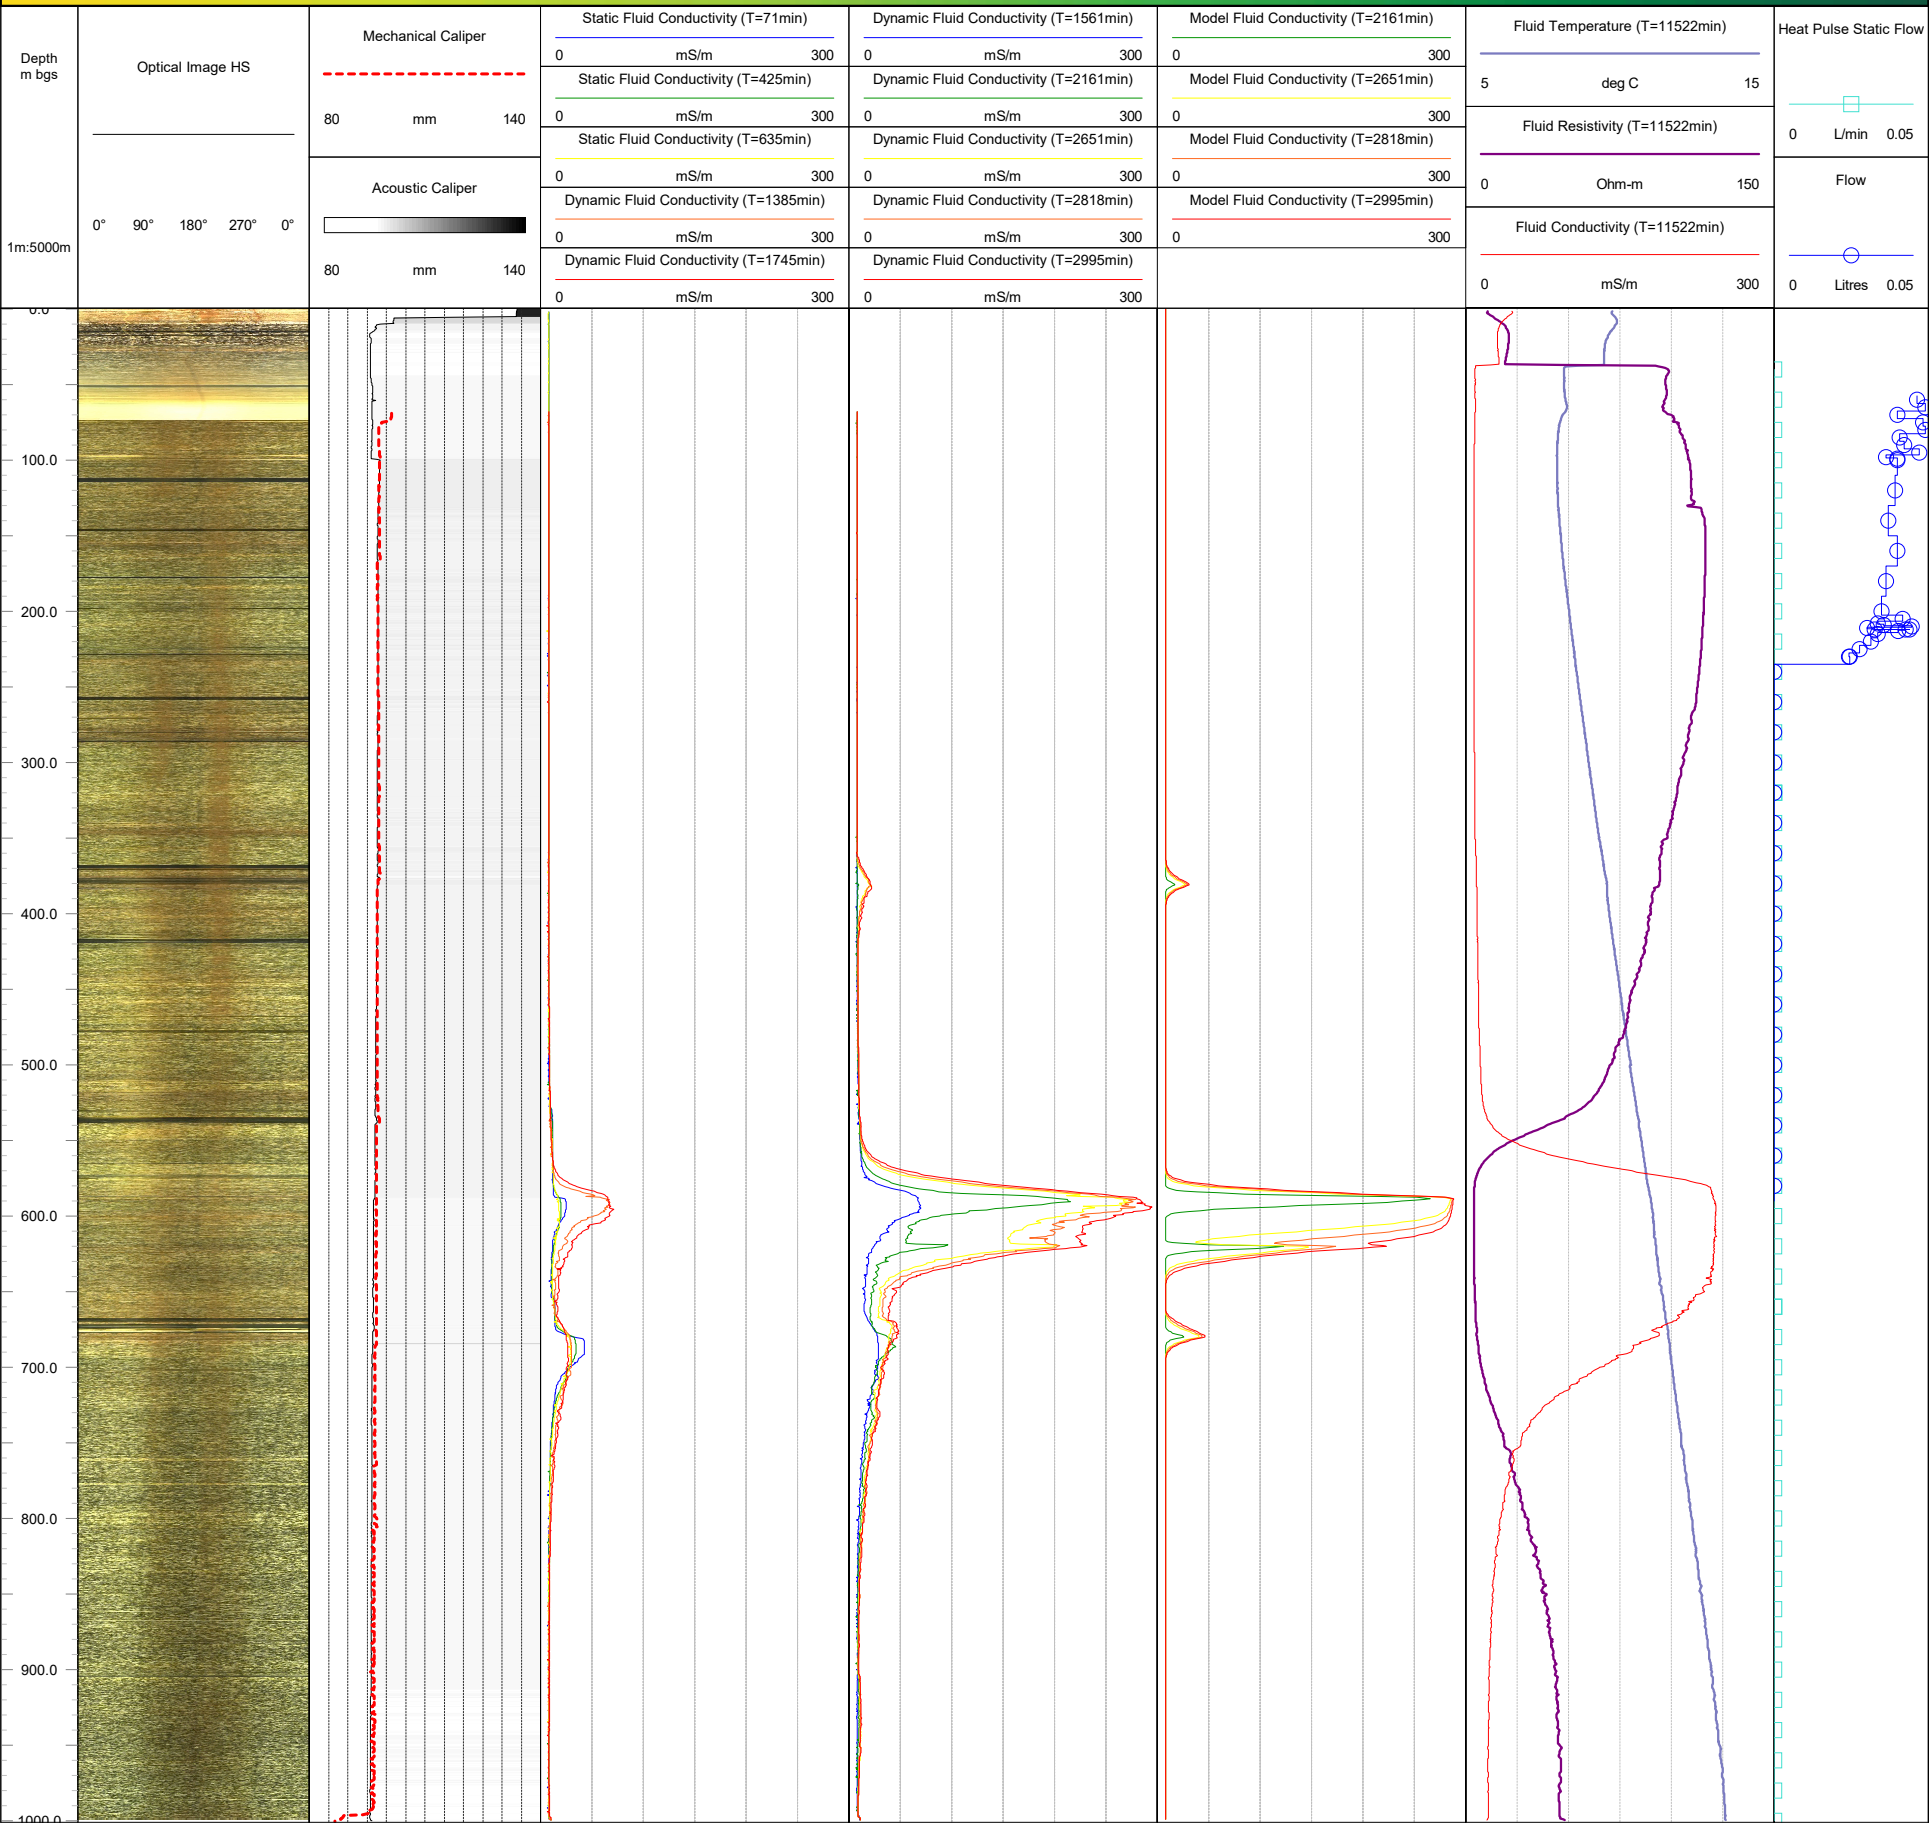 Depth
m bgs
1m:5000m
Optical Image HS
0° 90° 180° 270° 0°
Mechanical Caliper
80 mm 140
Acoustic Caliper
80 mm 140
Static Fluid Conductivity (T=71min)
0 mS/m 300
Static Fluid Conductivity (T=425min)
0 mS/m 300
Static Fluid Conductivity (T=635min)
0 mS/m 300
Dynamic Fluid Conductivity (T=1385min)
0 mS/m 300
Dynamic Fluid Conductivity (T=1745min)
0 mS/m 300
Dynamic Fluid Conductivity (T=1561min)
0 mS/m 300
Dynamic Fluid Conductivity (T=2161min)
0 mS/m 300
Dynamic Fluid Conductivity (T=2651min)
0 mS/m 300
Dynamic Fluid Conductivity (T=2818min)
0 mS/m 300
Dynamic Fluid Conductivity (T=2995min)
0 mS/m 300
Model Fluid Conductivity (T=2161min)
0 300
Model Fluid Conductivity (T=2651min)
0 300
Model Fluid Conductivity (T=2818min)
0 300
Model Fluid Conductivity (T=2995min)
0 300
Fluid Temperature (T=11522min)
5 deg C 15
Fluid Resistivity (T=11522min)
0 Ohm-m 150
Fluid Conductivity (T=11522min)
0 mS/m 300
Heat Pulse Static Flow
0 L/min 0.05
Flow
0 Litres 0.05
0.0
100.0
200.0
300.0
400.0
500.0
600.0
700.0
800.0
900.0
1000.0